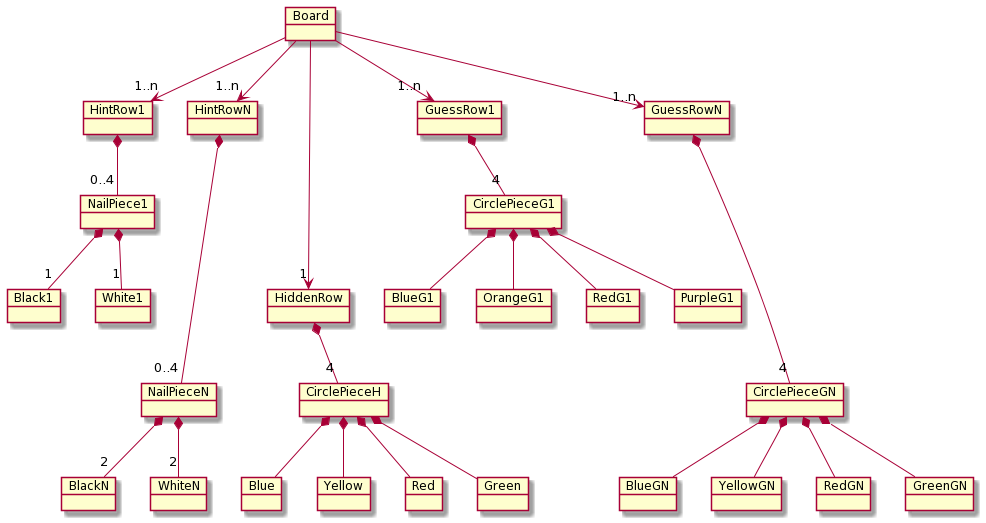 Board
1..n
1..n
1..n
1..n
HintRow1
HintRowN
GuessRow1
GuessRowN
0..4
4
NailPiece1
CirclePieceG1
1
1
1
Black1
White1
HiddenRow
BlueG1
OrangeG1
RedG1
PurpleG1
0..4
4
4
NailPieceN
CirclePieceH
CirclePieceGN
2
2
BlackN
WhiteN
Blue
Yellow
Red
Green
BlueGN
YellowGN
RedGN
GreenGN